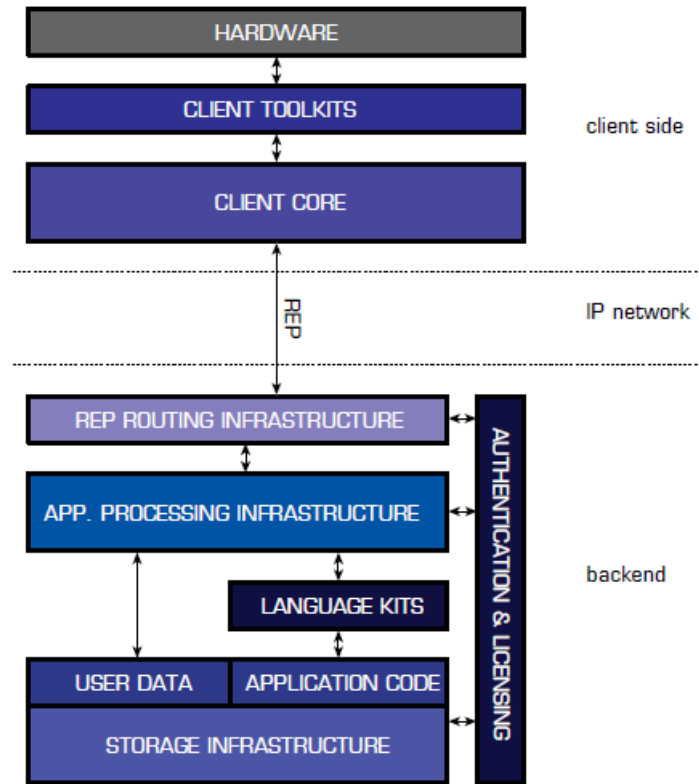 HARDWARE
CLIENT TOOLKITS
client side
CLIENT CORE
REP
IP network
REP ROUTING INFRASTRUCTURE
AUTHENTICATION & LICENSING
APP. PROCESSING INFRASTRUCTURE
backend
LANGUAGE KITS
USER DATA
APPLICATION CODE
STORAGE INFRASTRUCTURE